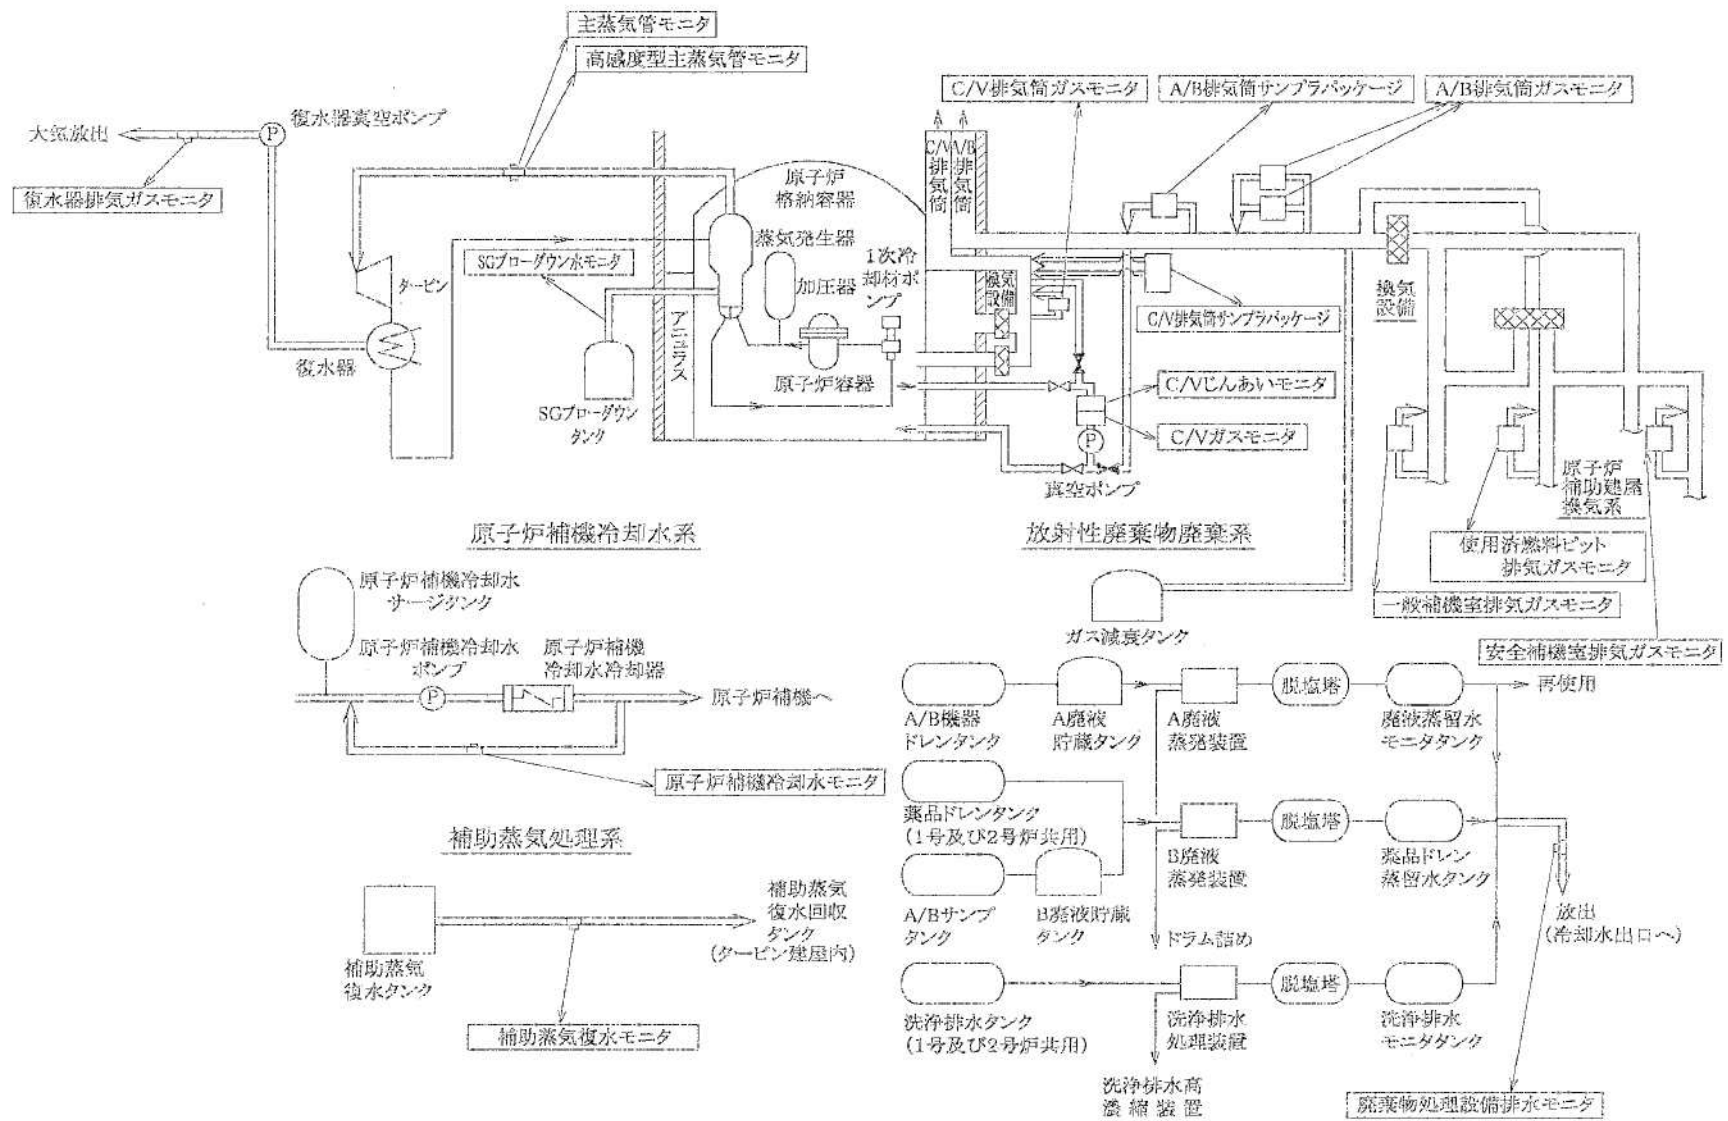 主蒸気管モニタ
高感度型主蒸気管モニタ
C/V排気筒ガスモニタ
A/B排気筒サンプラパッケージ
A/B排気筒ガスモニタ
大気放出
P
復水器真空ポンプ
復水器排気ガスモニタ
C/V排気筒
A/B排気筒
原子炉
格納容器
蒸気発生器
SGブローダウン水モニタ
1次冷
却材ポ
ンプ
加圧器
タービン
換気
設備
換気
設備
C/V排気筒サンプラパッケージ
アニュラス
復水器
原子炉容器
C/Vじんあいモニタ
SGブローダウン
タンク
C/Vガスモニタ
P
真空ポンプ
原子炉
補助建屋
換気系
原子炉補機冷却水系
放射性廃棄物廃棄系
使用済燃料ピット
排気ガスモニタ
原子炉補機冷却水
サージタンク
一般補機室排気ガスモニタ
ガス減衰タンク
安全補機室排気ガスモニタ
原子炉補機冷却水
ポンプ
原子炉補機
冷却水冷却器
P
原子炉補機へ
脱塩塔
再使用
A/B機器
ドレンタンク
A廃液
貯蔵タンク
A廃液
蒸発装置
廃液蒸留水
モニタタンク
原子炉補機冷却水モニタ
薬品ドレンタンク
(1号及び2号炉共用)
脱塩塔
補助蒸気処理系
B廃液
蒸発装置
薬品ドレン
蒸留水タンク
補助蒸気
復水回収
タンク
(タービン建屋内)
A/Bサンプ
タンク
B廃液貯蔵
タンク
放出
(冷却水出口へ)
ドラム詰め
補助蒸気
復水タンク
脱塩塔
洗浄排水タンク
(1号及び2号炉共用)
洗浄排水
処理装置
洗浄排水
モニタタンク
補助蒸気復水モニタ
洗浄排水高
濃縮装置
廃棄物処理設備排水モニタ